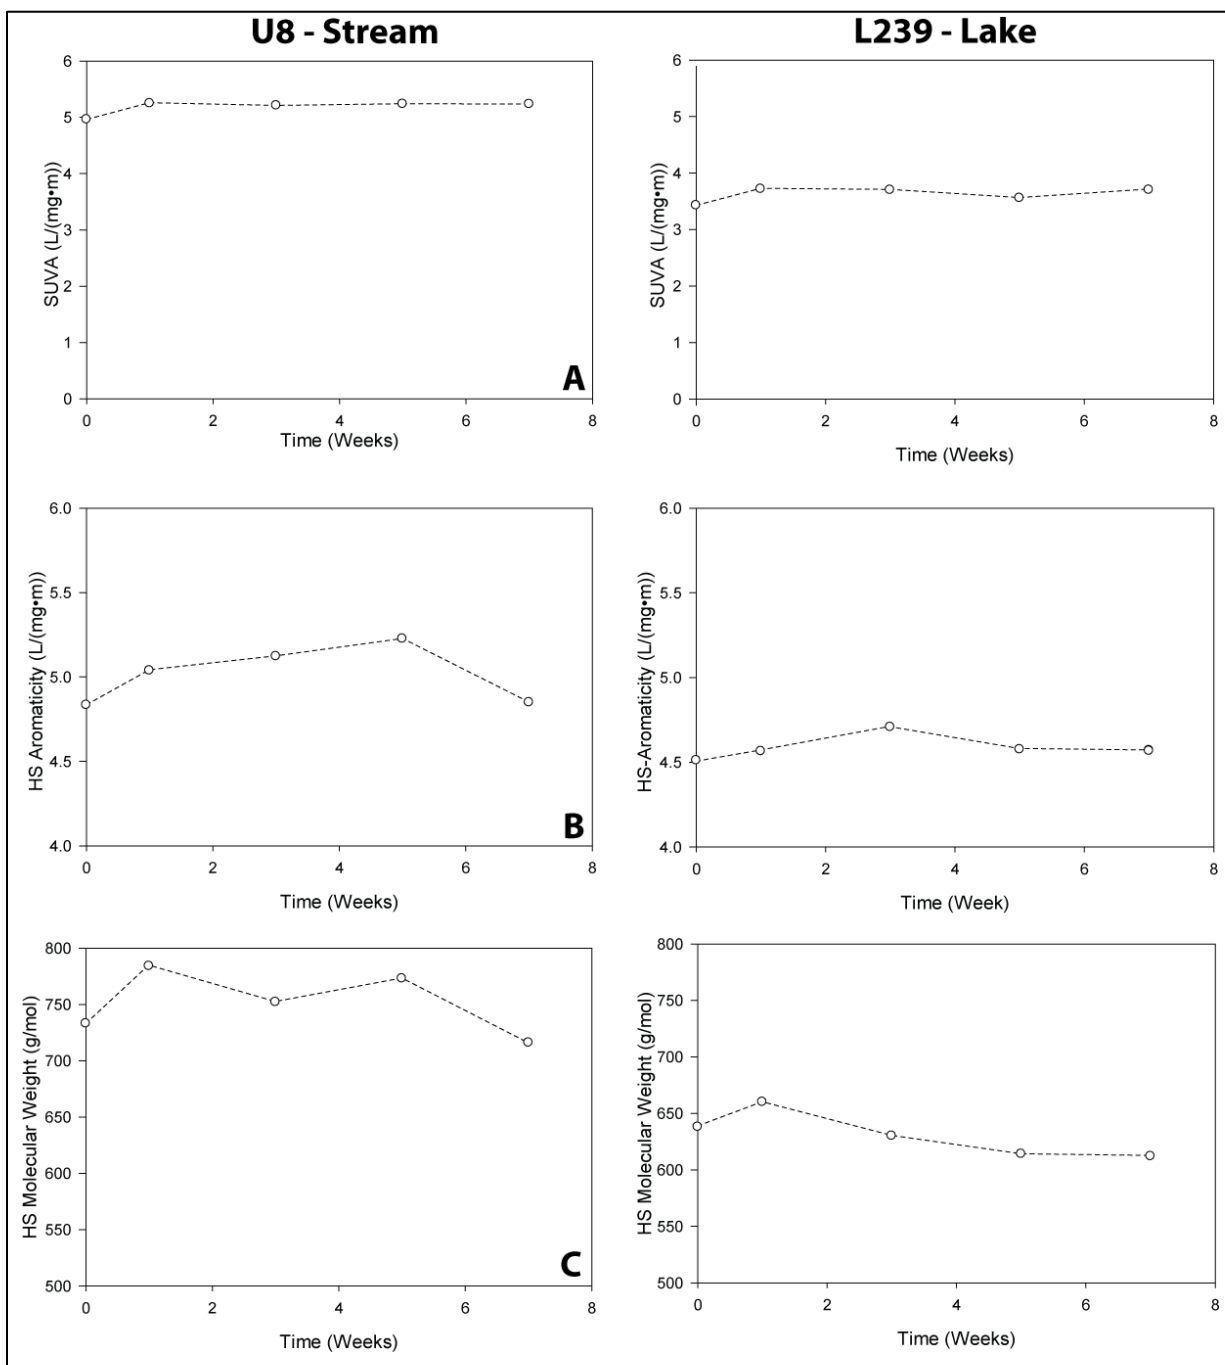 U8 - Stream
L239 - Lake
6
5
4
3
2
1
0
SUVA (L/(mg•m))
0 2 4 6 8
Time (Weeks)
A
6
5
4
3
2
1
0
SUVA (L/(mg•m))
0 2 4 6 8
Time (Weeks)
6.0
5.5
5.0
4.5
4.0
HS Aromaticity (L/(mg•m))
0 2 4 6 8
Time (Weeks)
B
6.0
5.5
5.0
4.5
4.0
HS-Aromaticity (L/(mg•m))
0 2 4 6 8
Time (Week)
800
750
700
650
600
550
500
HS Molecular Weight (g/mol)
0 2 4 6 8
Time (Weeks)
C
800
750
700
650
600
550
500
HS Molecular Weight (g/mol)
0 2 4 6 8
Time (Weeks)